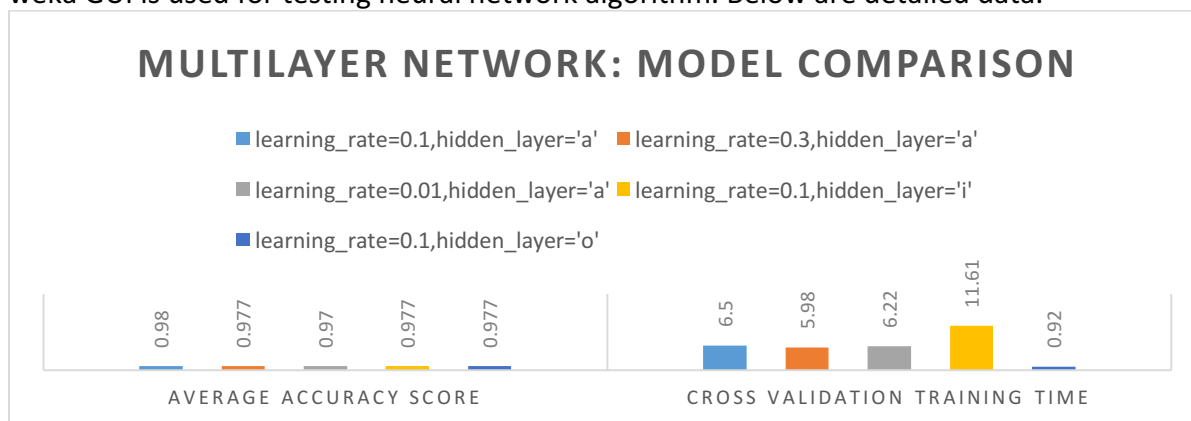 weka GUI is used for testing neural network algorithm. Below are detailed data:
MULTILAYER NETWORK: MODEL COMPARISON
learning_rate=0.1,hidden_layer='a' learning_rate=0.3,hidden_layer='a'
learning_rate=0.01,hidden_layer='a' learning_rate=0.1,hidden_layer='i'
learning_rate=0.1,hidden_layer='o'
0.98 0.977 0.97 0.977 0.977 6.5 5.98 6.22 11.61 0.92
AVERAGE ACCURACY SCORE CROSS VALIDATION TRAINING TIME